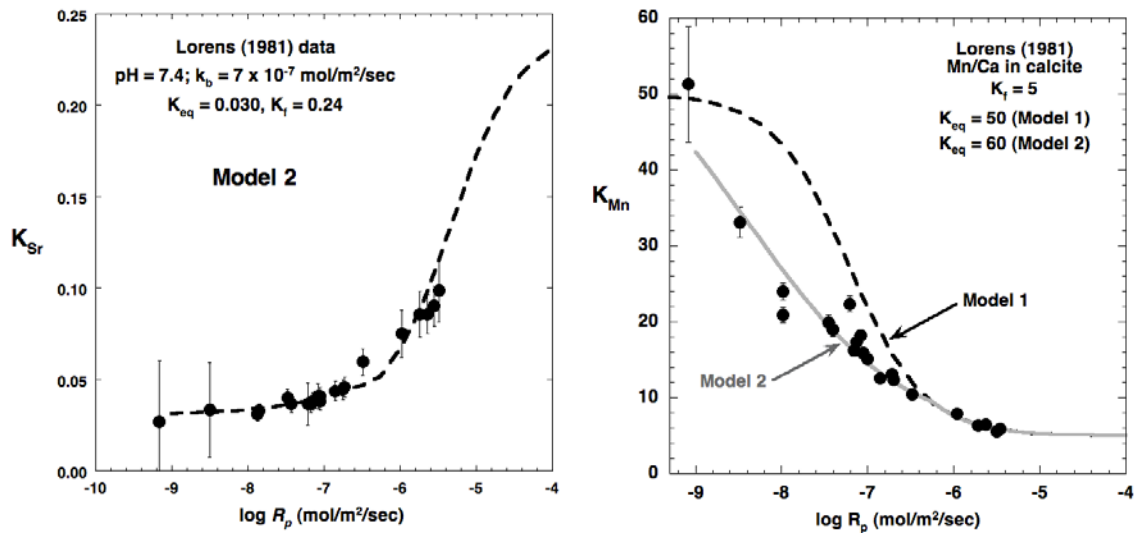 Lorens (1981) data
pH = 7.4; k_b = 7 x 10⁻⁷ mol/m²/sec
K_eq = 0.030, K_f = 0.24
Model 2
K_Sr
0.25
0.20
0.15
0.10
0.05
0.00
-10 -9 -8 -7 -6 -5 -4
log R_p (mol/m²/sec)
Lorens (1981)
Mn/Ca in calcite
K_f = 5
K_eq = 50 (Model 1)
K_eq = 60 (Model 2)
K_Mn
Model 1
Model 2
60
50
40
30
20
10
0
-9 -8 -7 -6 -5 -4
log R_p (mol/m²/sec)